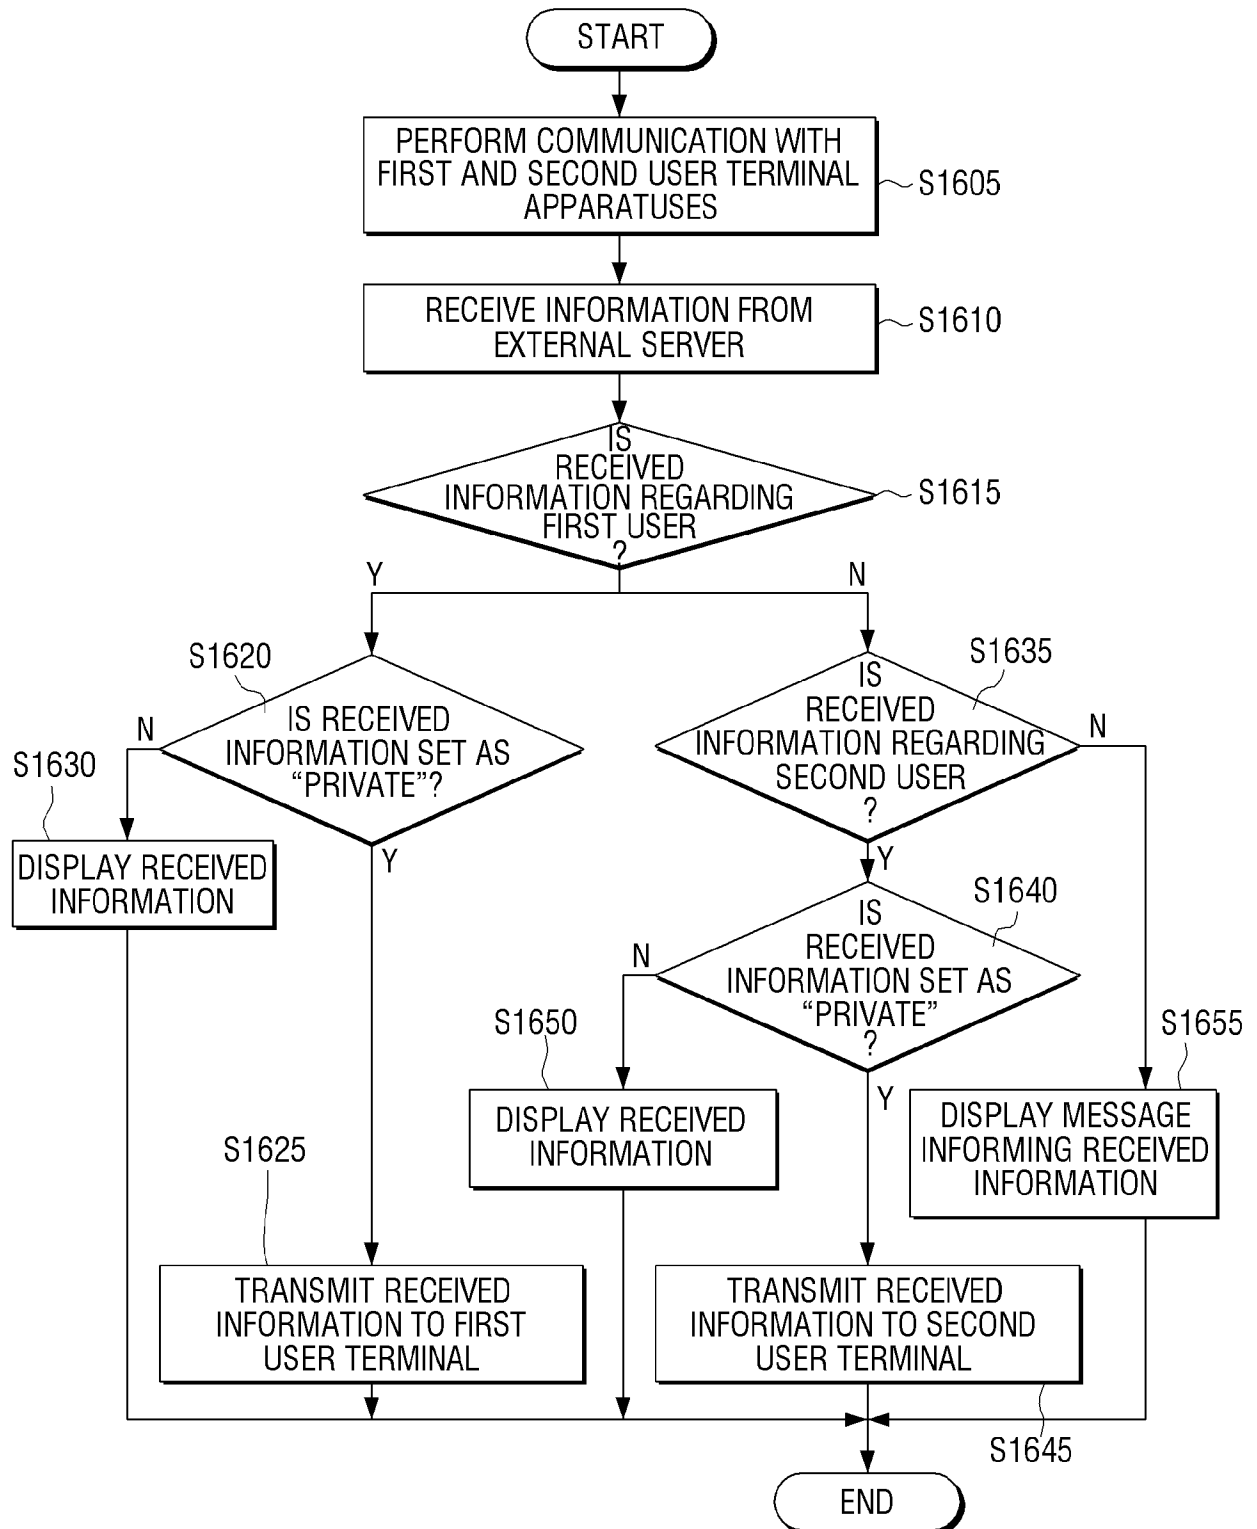 START
PERFORM COMMUNICATION WITH
FIRST AND SECOND USER TERMINAL
APPARATUSES
S1605
RECEIVE INFORMATION FROM
EXTERNAL SERVER
S1610
IS
RECEIVED
INFORMATION REGARDING
FIRST USER
?
S1615
Y
N
S1620
IS RECEIVED
INFORMATION SET AS
“PRIVATE”?
N
Y
S1635
IS
RECEIVED
INFORMATION REGARDING
SECOND USER
?
N
Y
S1630
DISPLAY RECEIVED
INFORMATION
S1640
IS
RECEIVED
INFORMATION SET AS
“PRIVATE”
?
N
Y
S1650
DISPLAY RECEIVED
INFORMATION
S1655
DISPLAY MESSAGE
INFORMING RECEIVED
INFORMATION
S1625
TRANSMIT RECEIVED
INFORMATION TO FIRST
USER TERMINAL
TRANSMIT RECEIVED
INFORMATION TO SECOND
USER TERMINAL
S1645
END